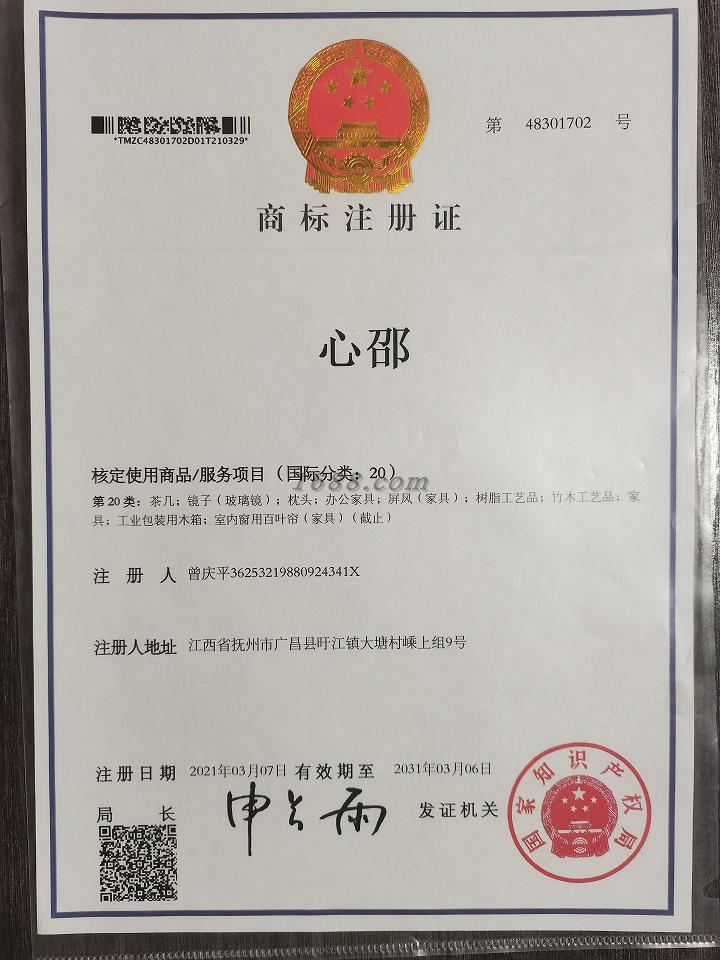 第 48301702 号
*TMZC48301702D01T210329*
商标注册证
心邵
核定使用商品/服务项目（国际分类：20）
1688.com
第20类：茶几；镜子（玻璃镜）；枕头；办公家具；屏风（家具）；树脂工艺品；竹木工艺品；家
具；工业包装用木箱；室内窗用百叶帘（家具）（截止）
注 册 人 曾庆平36253219880924341X
注册人地址 江西省抚州市广昌县旴江镇大塘村嵊上组9号
注册日期 2021年03月07日 有效期至 2031年03月06日
局 长 申长雨 发证机关
国家知识产权局